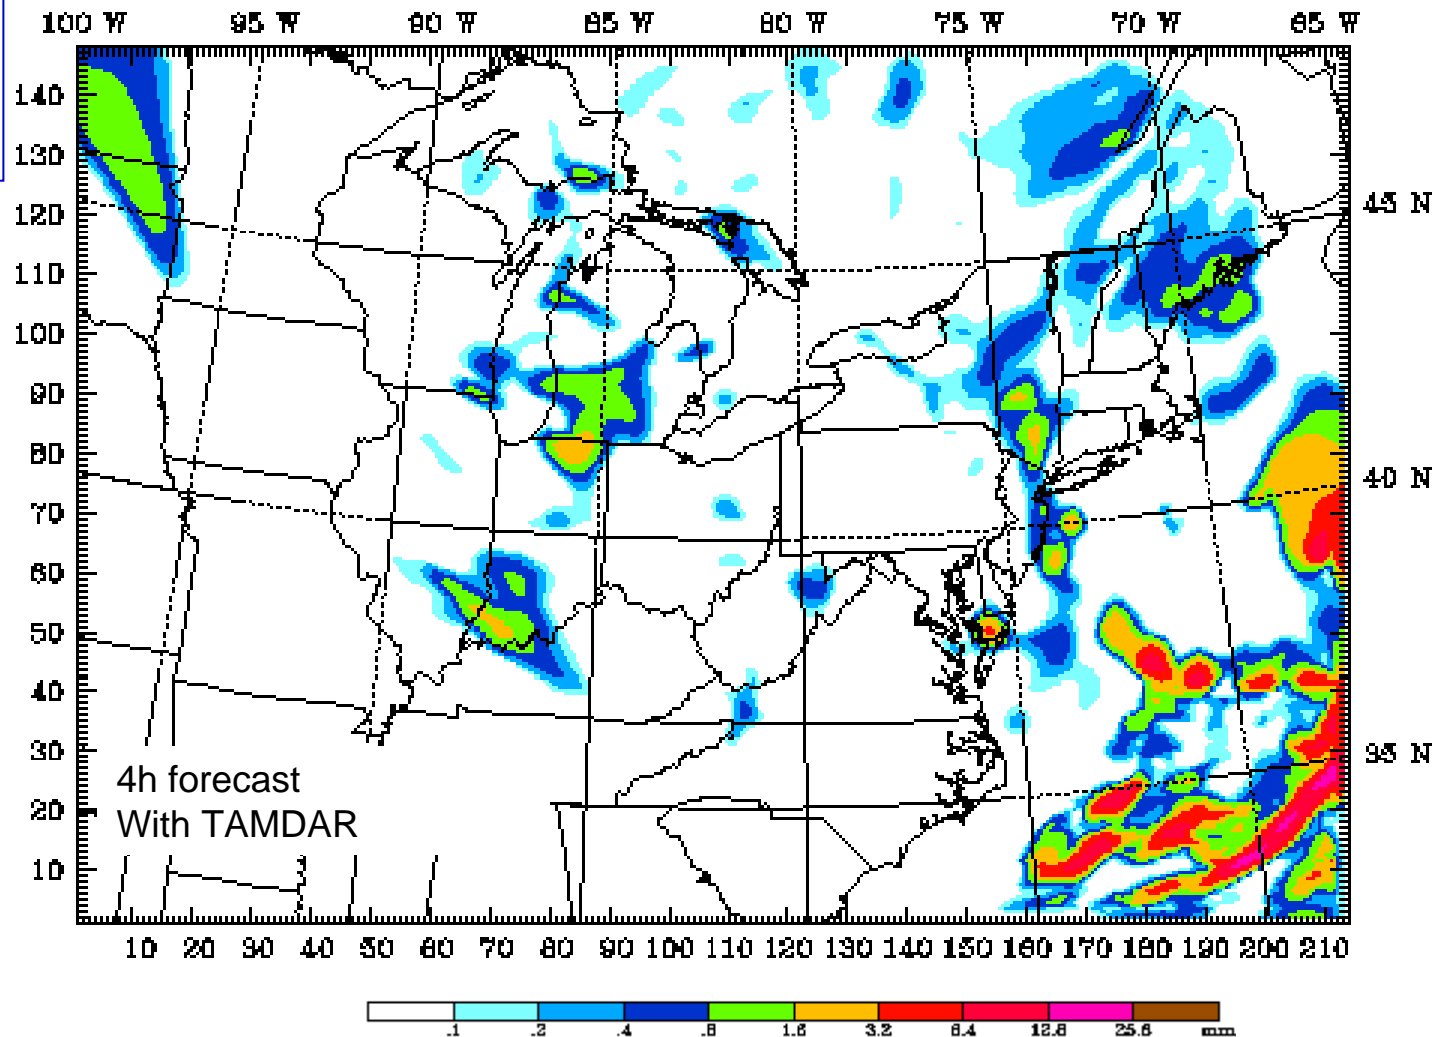 100 W 95 W 90 W 85 W 80 W 75 W 70 W 65 W
140
130
120
110
100
90
80
70
60
50
40
30
20
10
45 N
40 N
35 N
4h forecast
With TAMDAR
10 20 30 40 50 60 70 80 90 100 110 120 130 140 150 160 170 180 190 200 210
.1 .2 .4 .8 1.6 3.2 6.4 12.8 25.6 mm